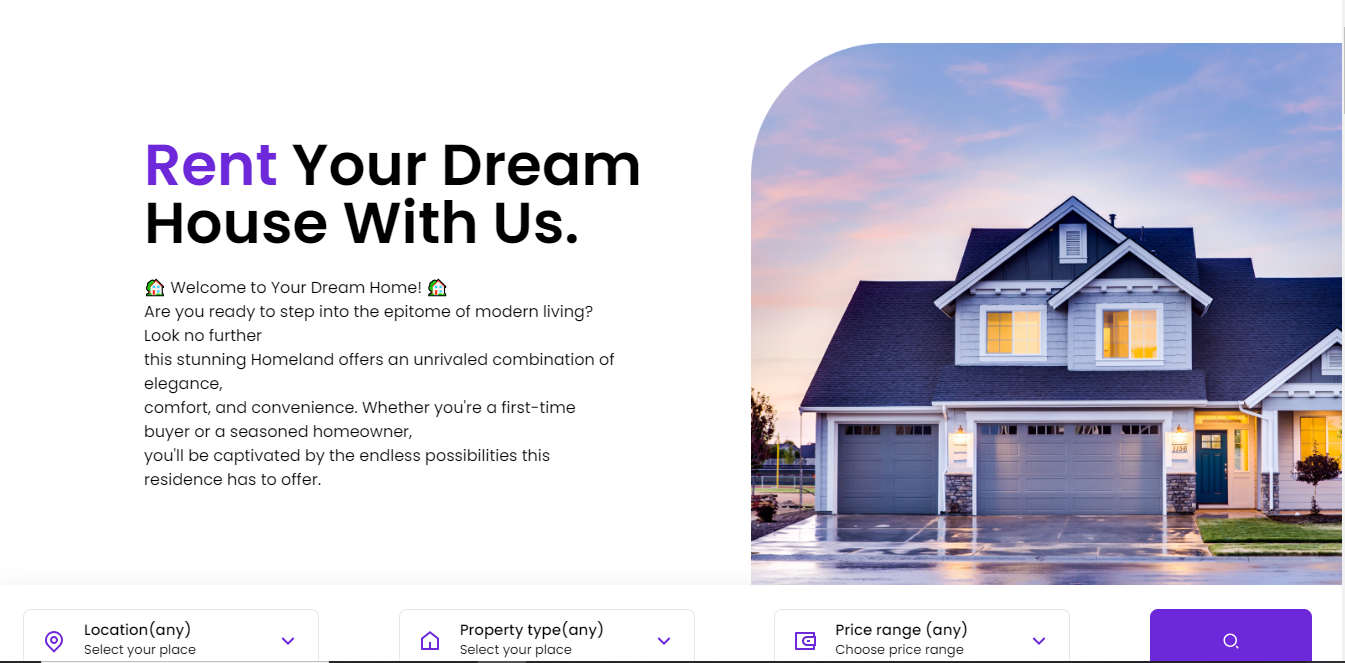 Rent Your Dream
House With Us.
🏠 Welcome to Your Dream Home! 🏠
Are you ready to step into the epitome of modern living?
Look no further
this stunning Homeland offers an unrivaled combination of
elegance,
comfort, and convenience. Whether you're a first-time
buyer or a seasoned homeowner,
you'll be captivated by the endless possibilities this
residence has to offer.
1156
Location(any)
Select your place
Property type(any)
Select your place
Price range (any)
Choose price range